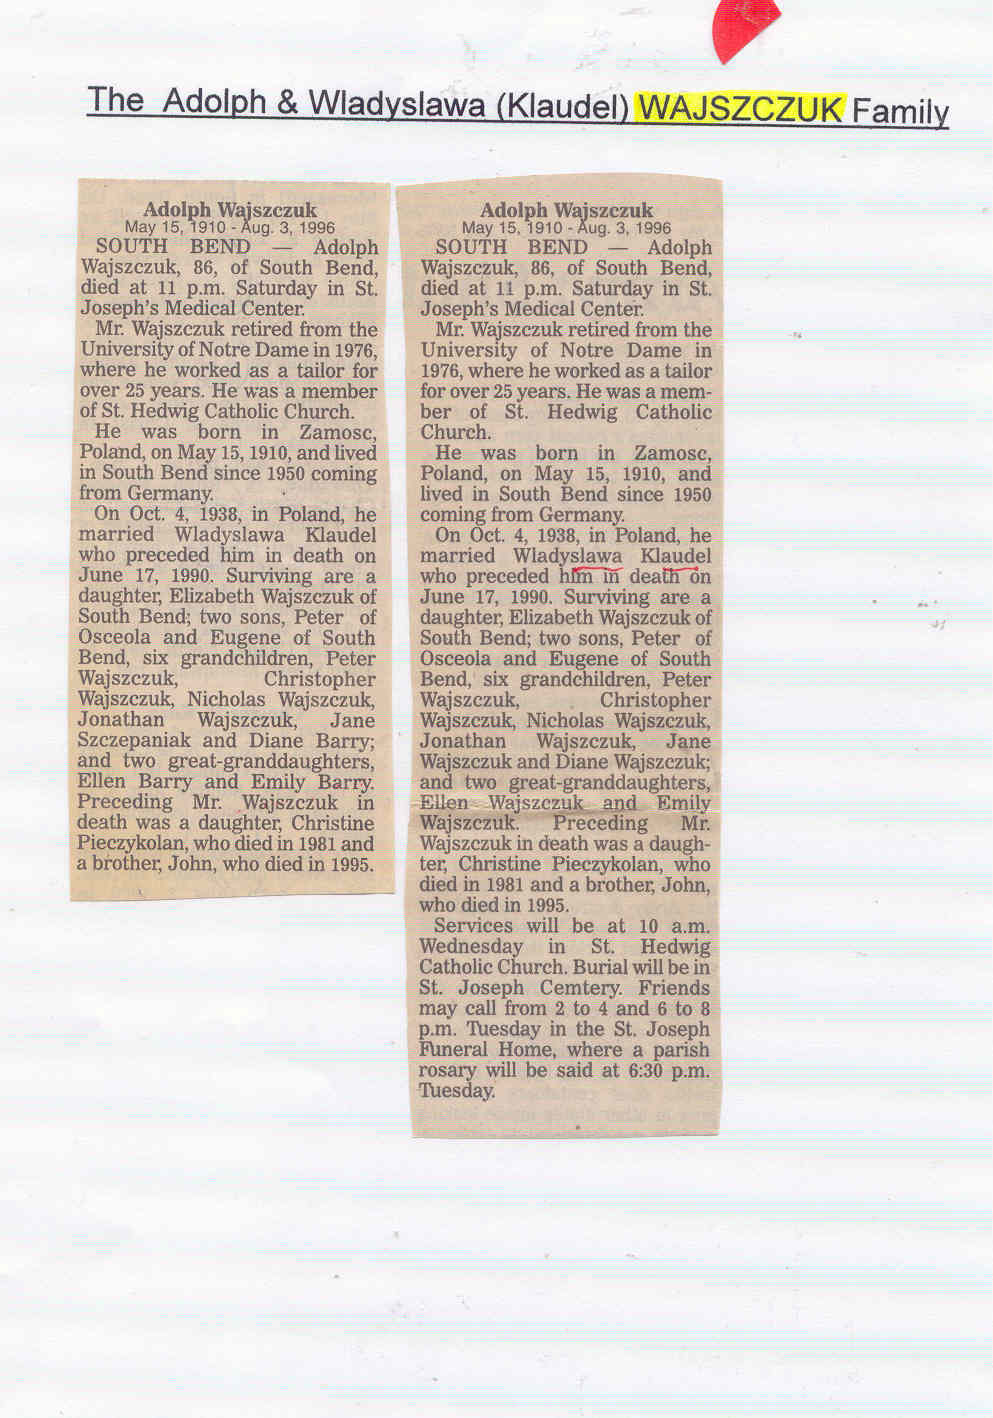 The Adolph & Wladyslawa (Klaudel) WAJSZCZUK Family
Adolph Wajszczuk
May 15, 1910 - Aug. 3, 1996
SOUTH BEND — Adolph
Wajszczuk, 86, of South Bend,
died at 11 p.m. Saturday in St.
Joseph's Medical Center.
Mr. Wajszczuk retired from the
University of Notre Dame in 1976,
where he worked as a tailor for
over 25 years. He was a member
of St. Hedwig Catholic Church.
He was born in Zamosc,
Poland, on May 15, 1910, and lived
in South Bend since 1950 coming
from Germany.
On Oct. 4, 1938, in Poland, he
married Wladyslawa Klaudel
who preceded him in death on
June 17, 1990. Surviving are a
daughter, Elizabeth Wajszczuk of
South Bend; two sons, Peter of
Osceola and Eugene of South
Bend, six grandchildren, Peter
Wajszczuk, Christopher
Wajszczuk, Nicholas Wajszczuk,
Jonathan Wajszczuk, Jane
Szczepaniak and Diane Barry;
and two great-granddaughters,
Ellen Barry and Emily Barry.
Preceding Mr. Wajszczuk in
death was a daughter, Christine
Pieczykolan, who died in 1981 and
a brother, John, who died in 1995.
Adolph Wajszczuk
May 15, 1910 - Aug. 3, 1996
SOUTH BEND — Adolph
Wajszczuk, 86, of South Bend,
died at 11 p.m. Saturday in St.
Joseph's Medical Center.
Mr. Wajszczuk retired from the
University of Notre Dame in
1976, where he worked as a tailor
for over 25 years. He was a mem-
ber of St. Hedwig Catholic
Church.
He was born in Zamosc,
Poland, on May 15, 1910, and
lived in South Bend since 1950
coming from Germany.
On Oct. 4, 1938, in Poland, he
married Wladyslawa Klaudel
who preceded him in death on
June 17, 1990. Surviving are a
daughter, Elizabeth Wajszczuk of
South Bend; two sons, Peter of
Osceola and Eugene of South
Bend, six grandchildren, Peter
Wajszczuk, Christopher
Wajszczuk, Nicholas Wajszczuk,
Jonathan Wajszczuk, Jane
Wajszczuk and Diane Wajszczuk;
and two great-granddaughters,
Ellen Wajszczuk and Emily
Wajszczuk. Preceding Mr.
Wajszczuk in death was a daugh-
ter, Christine Pieczykolan, who
died in 1981 and a brother, John,
who died in 1995.
Services will be at 10 a.m.
Wednesday in St. Hedwig
Catholic Church. Burial will be in
St. Joseph Cemtery. Friends
may call from 2 to 4 and 6 to 8
p.m. Tuesday in the St. Joseph
Funeral Home, where a parish
rosary will be said at 6:30 p.m.
Tuesday.